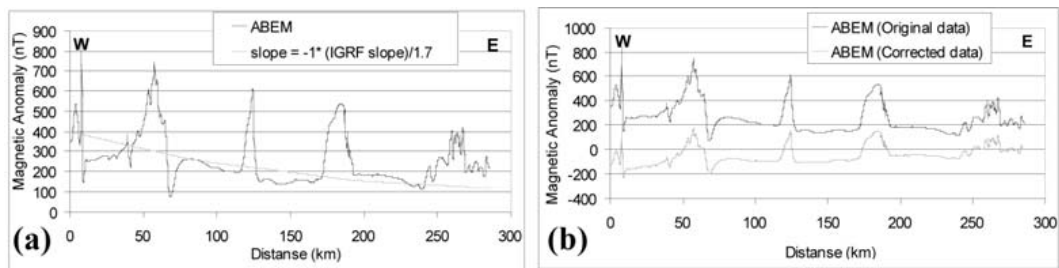 ABEM
slope = -1* (IGRF slope)/1.7
W
E
Magnetic Anomaly (nT)
900
800
700
600
500
400
300
200
100
0
0
50
100
150
200
250
300
Distanse (km)
(a)
ABEM (Original data)
ABEM (Corrected data)
W
E
Magnetic Anomaly (nT)
1000
800
600
400
200
0
-200
-400
0
50
100
150
200
250
300
Distanse (km)
(b)